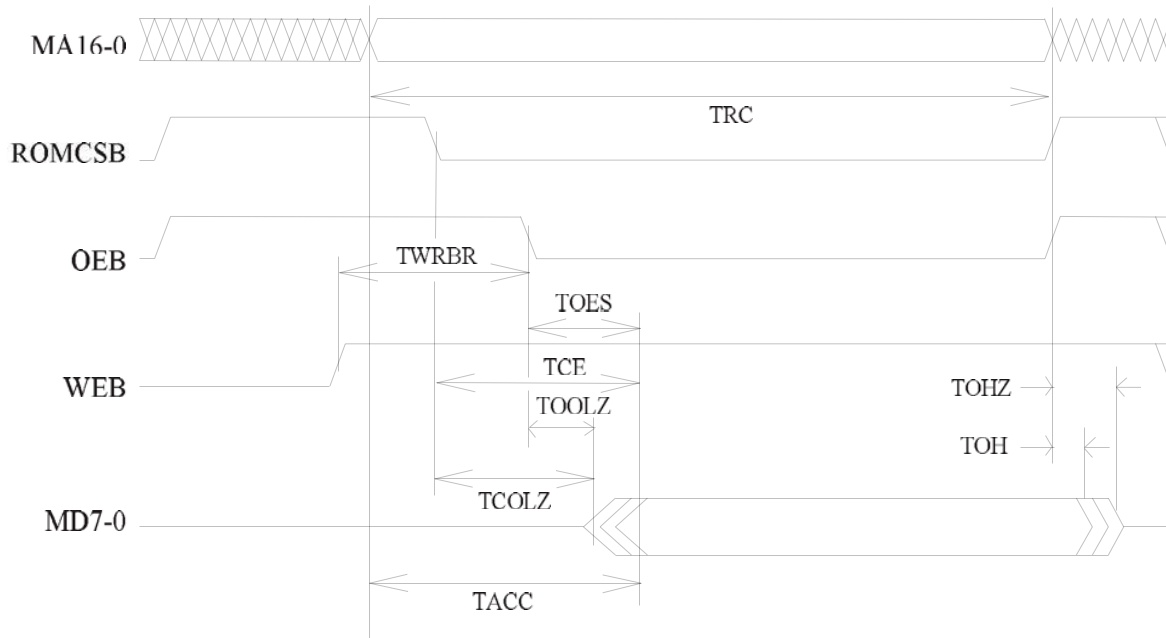 MA16-0
TRC
ROMCSB
OEB
TWRBR
TOES
WEB
TCE
TOHZ
TOOLZ
TOH
TCOLZ
MD7-0
TACC